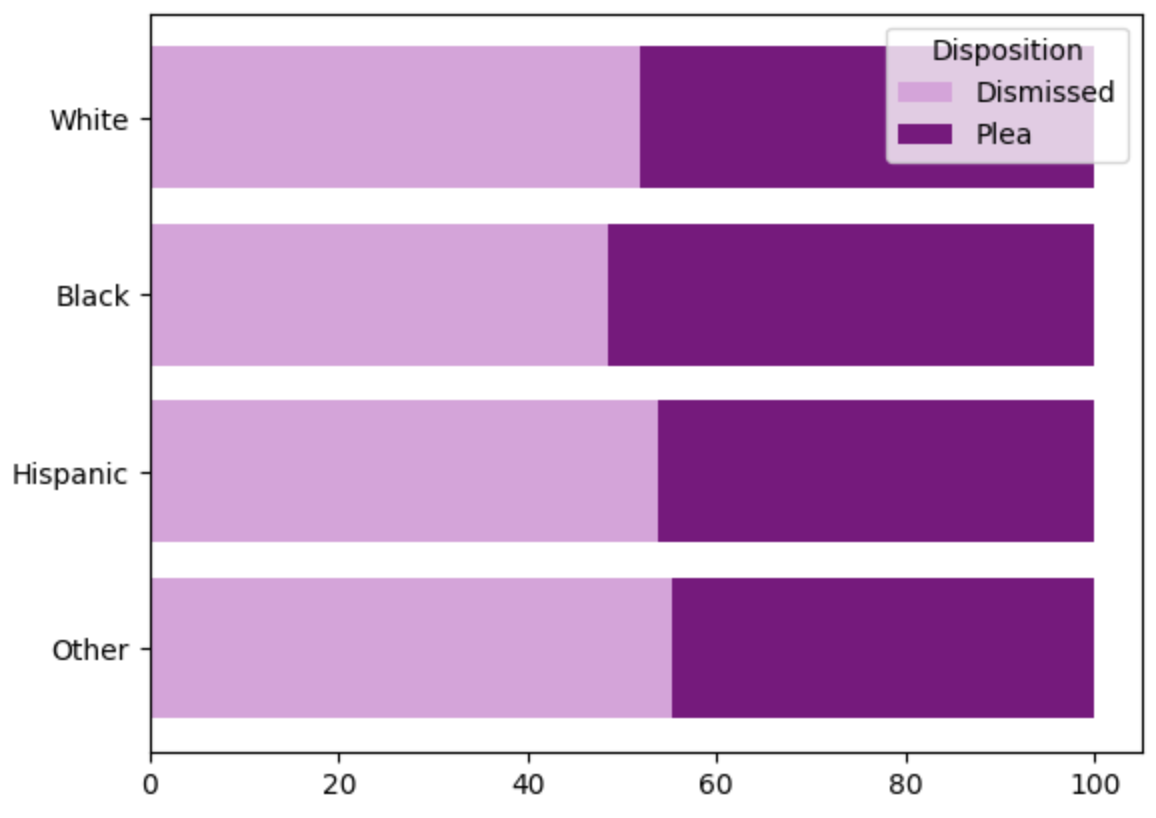 Disposition
Dismissed
Plea
White
Black
Hispanic
Other
0 20 40 60 80 100